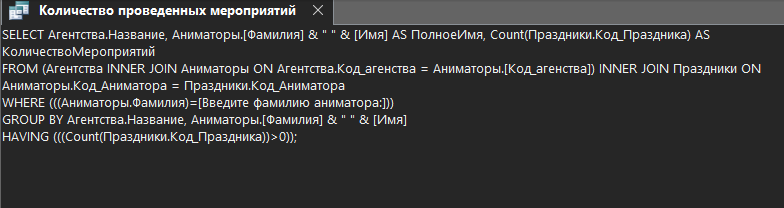 Количество проведенных мероприятий
SELECT Агентства.Название, Аниматоры.[Фамилия] & " " & [Имя] AS ПолноеИмя, Count(Праздники.Код_Праздника) AS
КоличествоМероприятий
FROM (Агентства INNER JOIN Аниматоры ON Агентства.Код_агенства = Аниматоры.[Код_агенства]) INNER JOIN Праздники ON
Аниматоры.Код_Аниматора = Праздники.Код_Аниматора
WHERE (((Аниматоры.Фамилия)=[Введите фамилию аниматора:]))
GROUP BY Агентства.Название, Аниматоры.[Фамилия] & " " & [Имя]
HAVING (((Count(Праздники.Код_Праздника))>0));